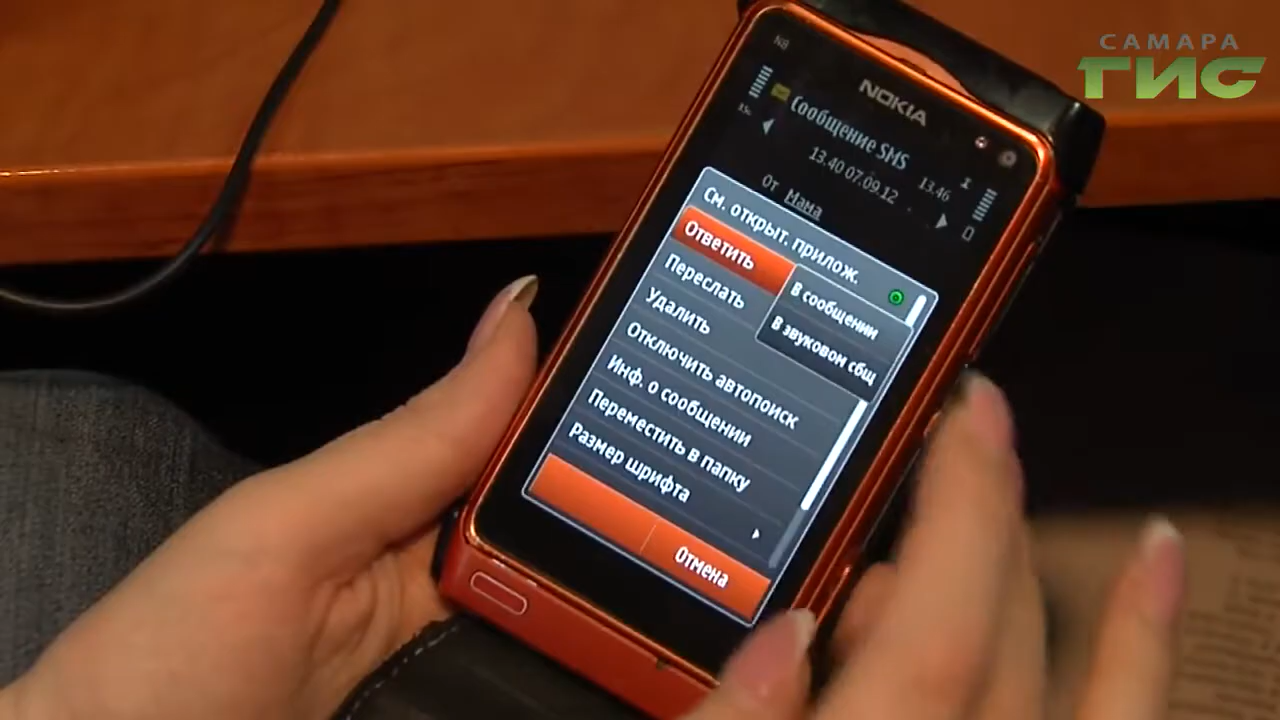 САМАРА
ГИС
N8
NOKIA
Сообщение SMS
13.40 07.09.12
13.46
От Мама
См. открыт. прилож.
Ответить
В сообщении
Переслать
В звуковом сбщ
Удалить
Отключить автопоиск
Инф. о сообщении
Переместить в папку
Размер шрифта
Отмена